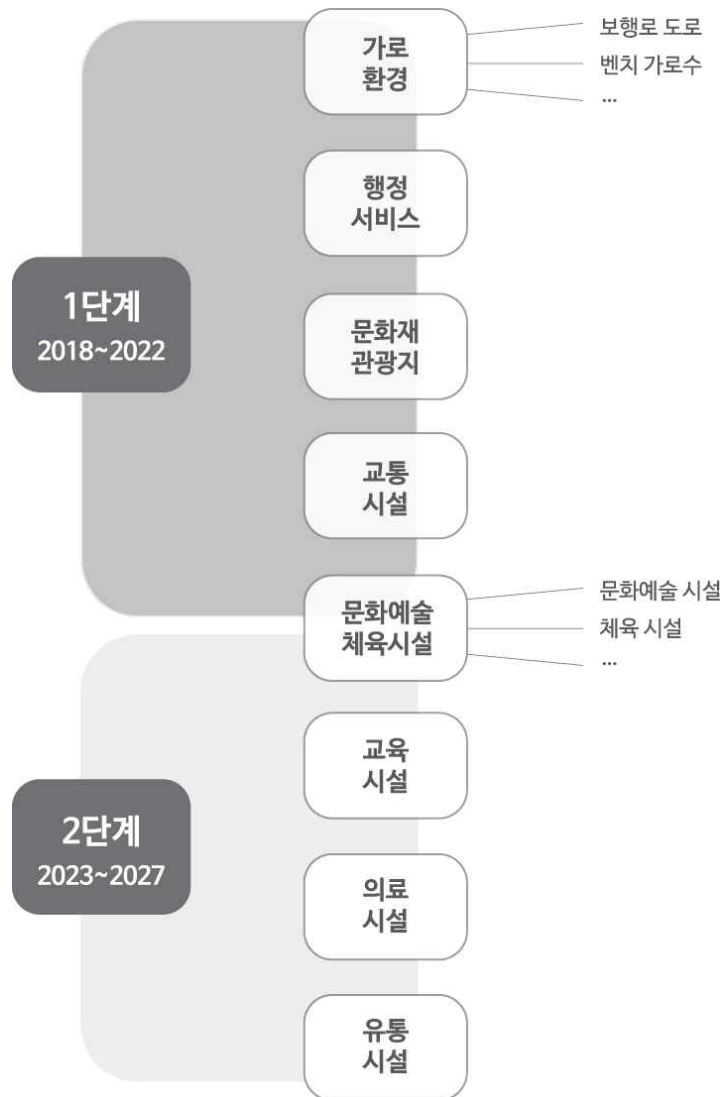 가로
환경
보행로 도로
벤치 가로수
...
행정
서비스
1단계
2018~2022
문화재
관광지
교통
시설
문화예술
체육시설
문화예술 시설
체육 시설
...
교육
시설
2단계
2023~2027
의료
시설
유통
시설